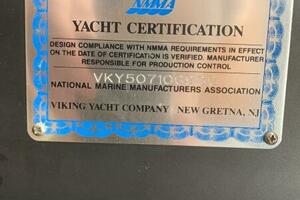 NMMA
YACHT CERTIFICATION
DESIGN COMPLIANCE WITH NMMA REQUIREMENTS IN EFFECT
ON THE DATE OF CERTIFICATION IS VERIFIED. MANUFACTURER
RESPONSIBLE FOR PRODUCTION CONTROL
NATIONAL MARINE MANUFACTURERS ASSOCIATION
VIKING YACHT COMPANY NEW GRETNA, NJ